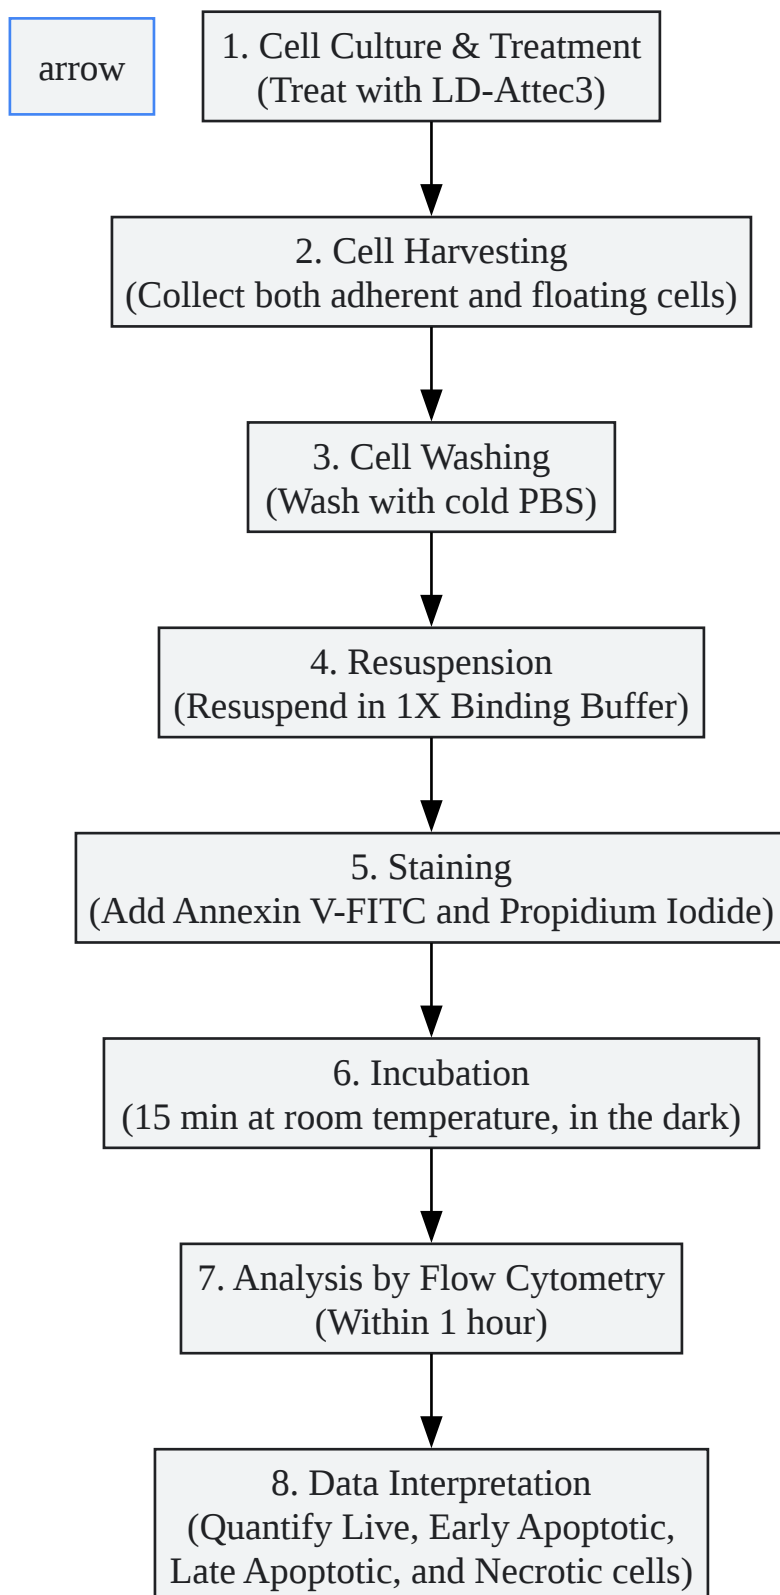 arrow
1. Cell Culture & Treatment
(Treat with LD-Attec3)
2. Cell Harvesting
(Collect both adherent and floating cells)
3. Cell Washing
(Wash with cold PBS)
4. Resuspension
(Resuspend in 1X Binding Buffer)
5. Staining
(Add Annexin V-FITC and Propidium Iodide)
6. Incubation
(15 min at room temperature, in the dark)
7. Analysis by Flow Cytometry
(Within 1 hour)
8. Data Interpretation
(Quantify Live, Early Apoptotic,
Late Apoptotic, and Necrotic cells)